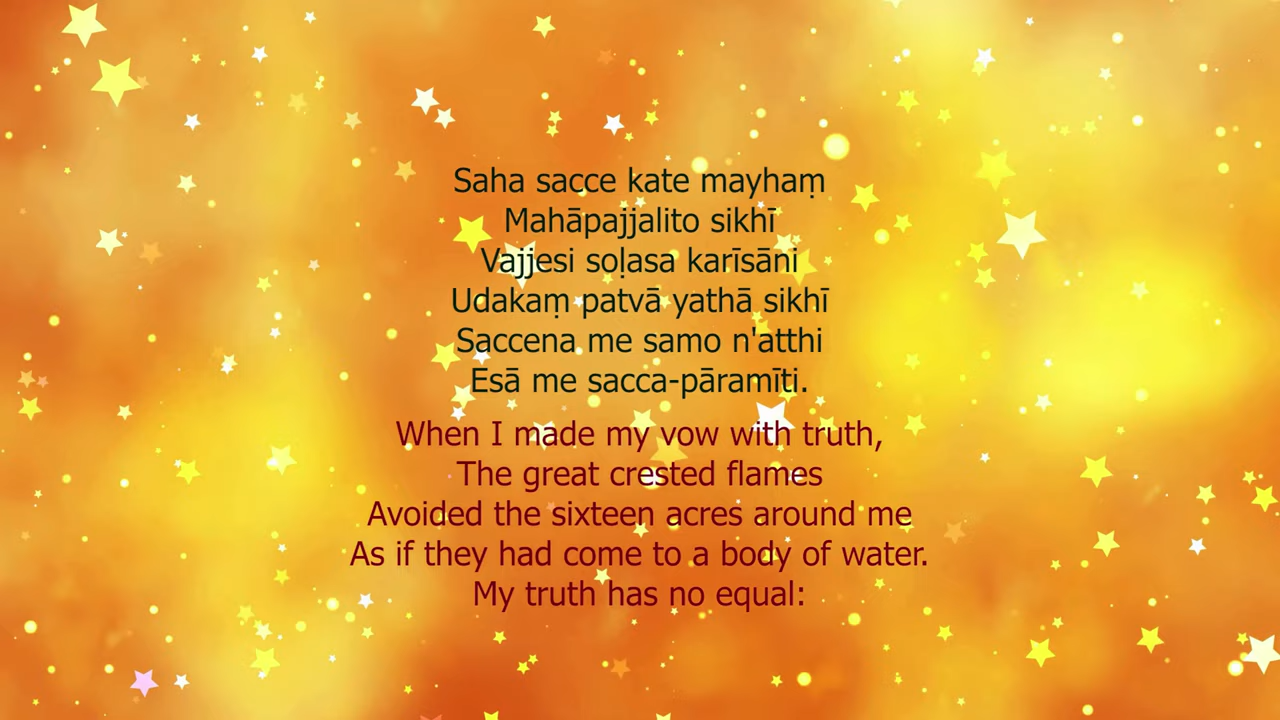 Saha sacce kate mayhaṃ
Mahāpajjalito sikhī
Vajjesi soḷasa karīsāni
Udakaṃ patvā yathā sikhī
Saccena me samo n'atthi
Esā me sacca-pāramīti.
When I made my vow with truth,
The great crested flames
Avoided the sixteen acres around me
As if they had come to a body of water.
My truth has no equal: